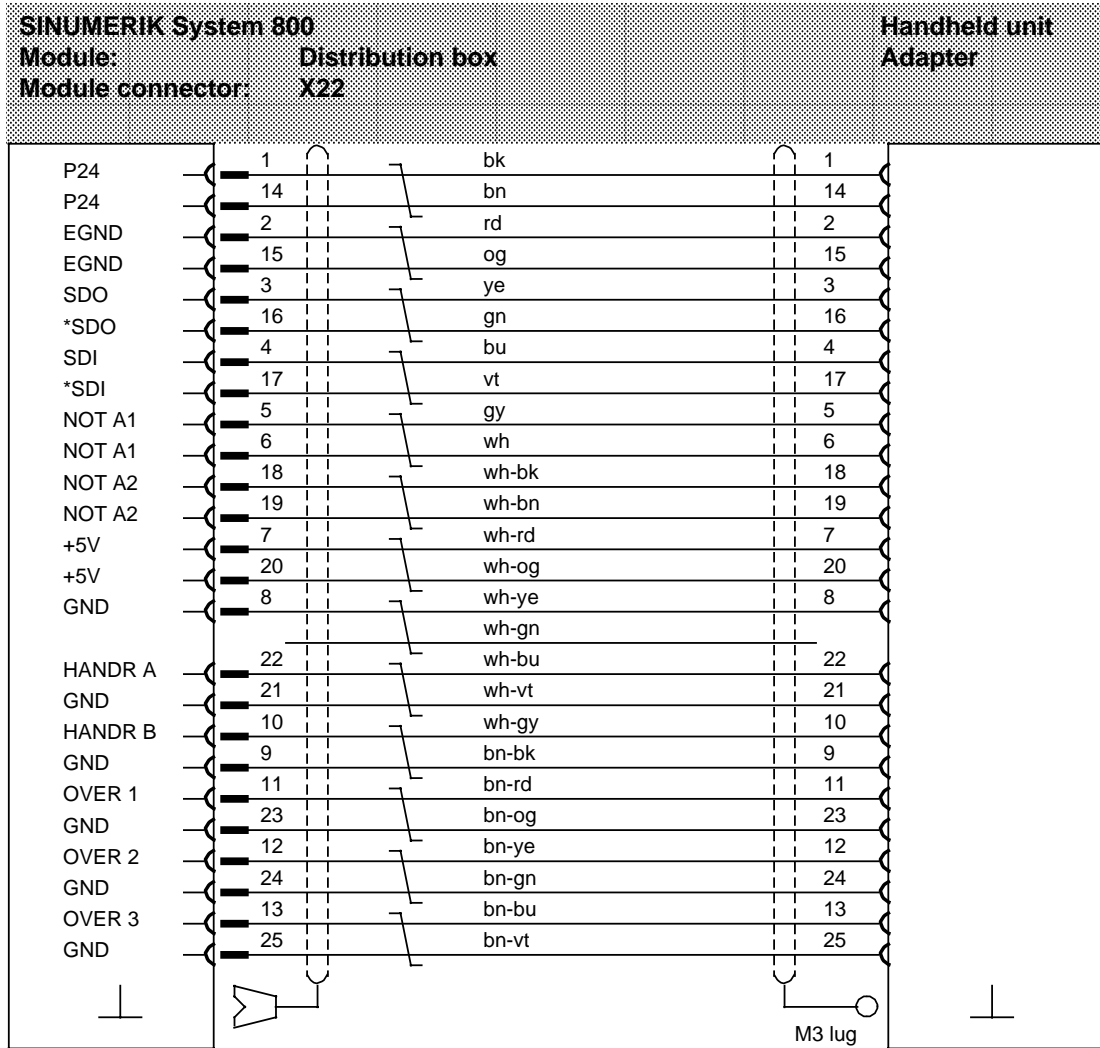 SINUMERIK System 800 Handheld unit
Module: Distribution box Adapter
Module connector: X22
P24 1 bk 1
P24 14 bn 14
EGND 2 rd 2
EGND 15 og 15
SDO 3 ye 3
*SDO 16 gn 16
SDI 4 bu 4
*SDI 17 vt 17
NOT A1 5 gy 5
NOT A1 6 wh 6
NOT A2 18 wh-bk 18
NOT A2 19 wh-bn 19
+5V 7 wh-rd 7
+5V 20 wh-og 20
GND 8 wh-ye 8
wh-gn
HANDR A 22 wh-bu 22
GND 21 wh-vt 21
HANDR B 10 wh-gy 10
GND 9 bn-bk 9
OVER 1 11 bn-rd 11
GND 23 bn-og 23
OVER 2 12 bn-ye 12
GND 24 bn-gn 24
OVER 3 13 bn-bu 13
GND 25 bn-vt 25
M3 lug